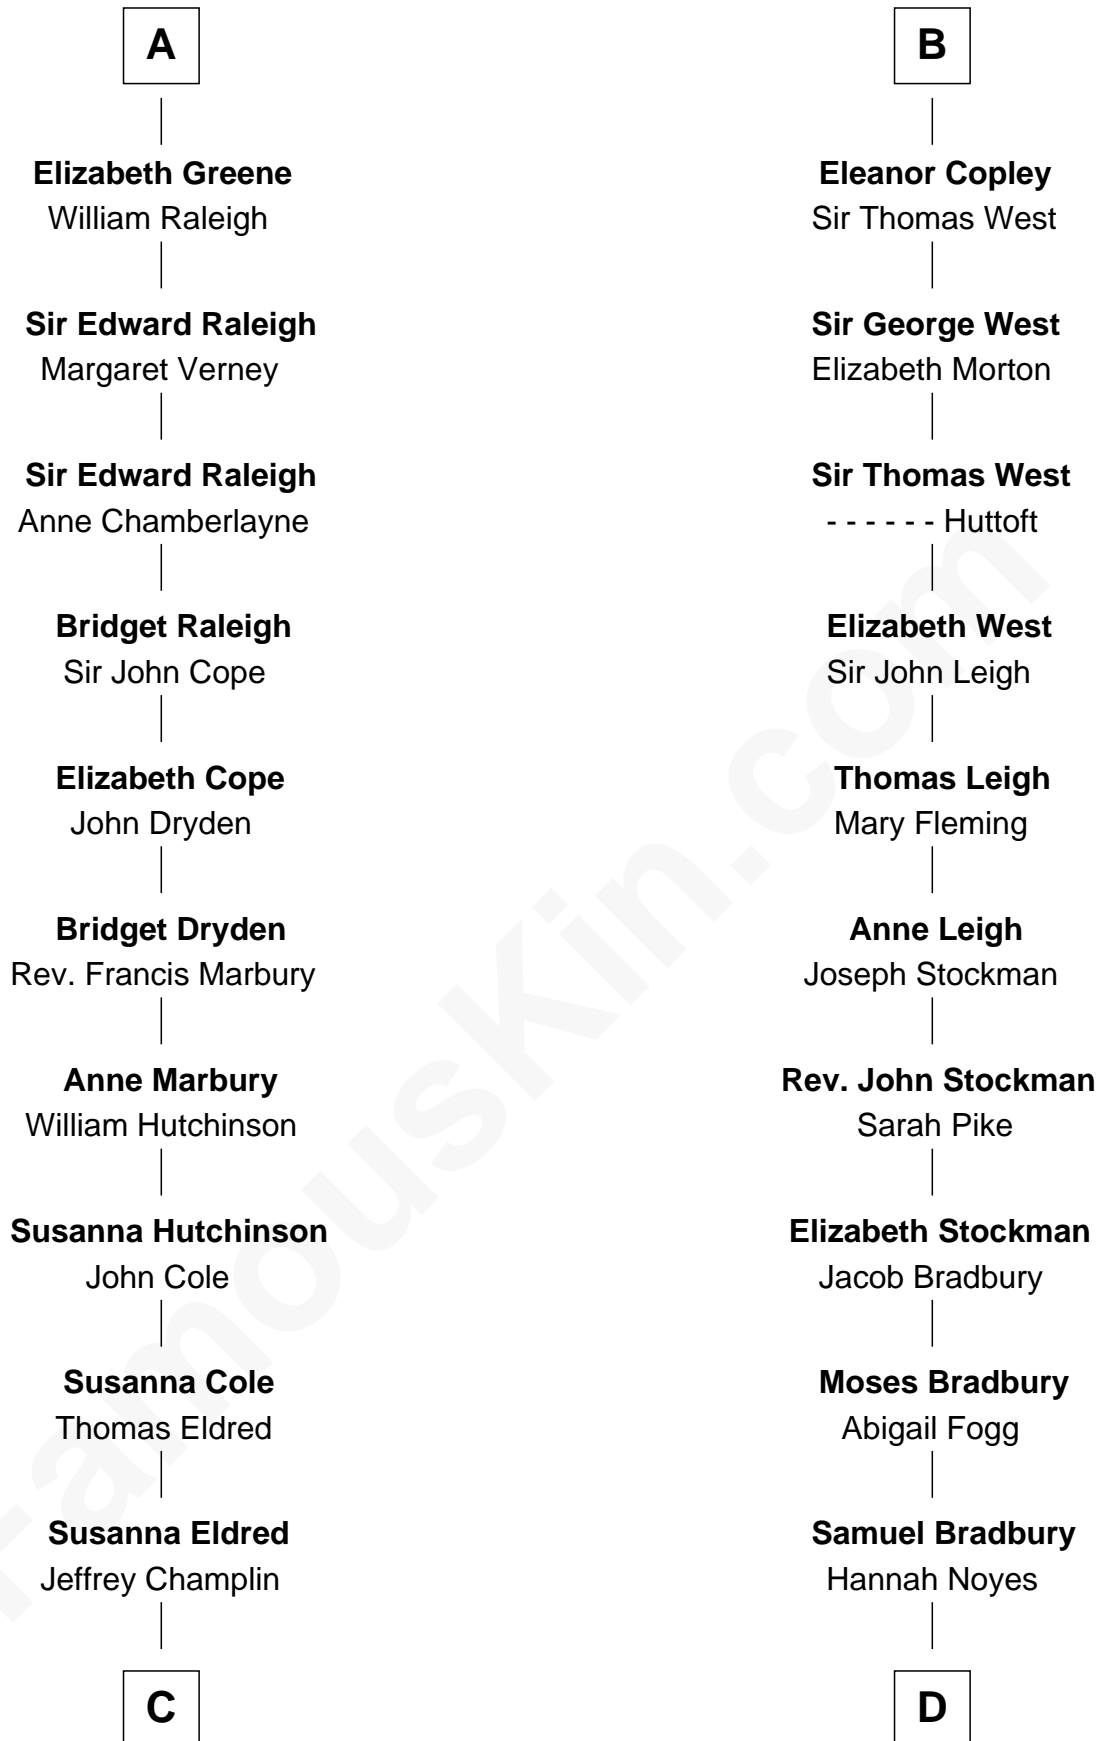 A
Elizabeth Greene
William Raleigh
Sir Edward Raleigh
Margaret Verney
Sir Edward Raleigh
Anne Chamberlayne
Bridget Raleigh
Sir John Cope
Elizabeth Cope
John Dryden
Bridget Dryden
Rev. Francis Marbury
Anne Marbury
William Hutchinson
Susanna Hutchinson
John Cole
Susanna Cole
Thomas Eldred
Susanna Eldred
Jeffrey Champlin
C
B
Eleanor Copley
Sir Thomas West
Sir George West
Elizabeth Morton
Sir Thomas West
- - - - - - Huttoft
Elizabeth West
Sir John Leigh
Thomas Leigh
Mary Fleming
Anne Leigh
Joseph Stockman
Rev. John Stockman
Sarah Pike
Elizabeth Stockman
Jacob Bradbury
Moses Bradbury
Abigail Fogg
Samuel Bradbury
Hannah Noyes
D
FamousKin.com